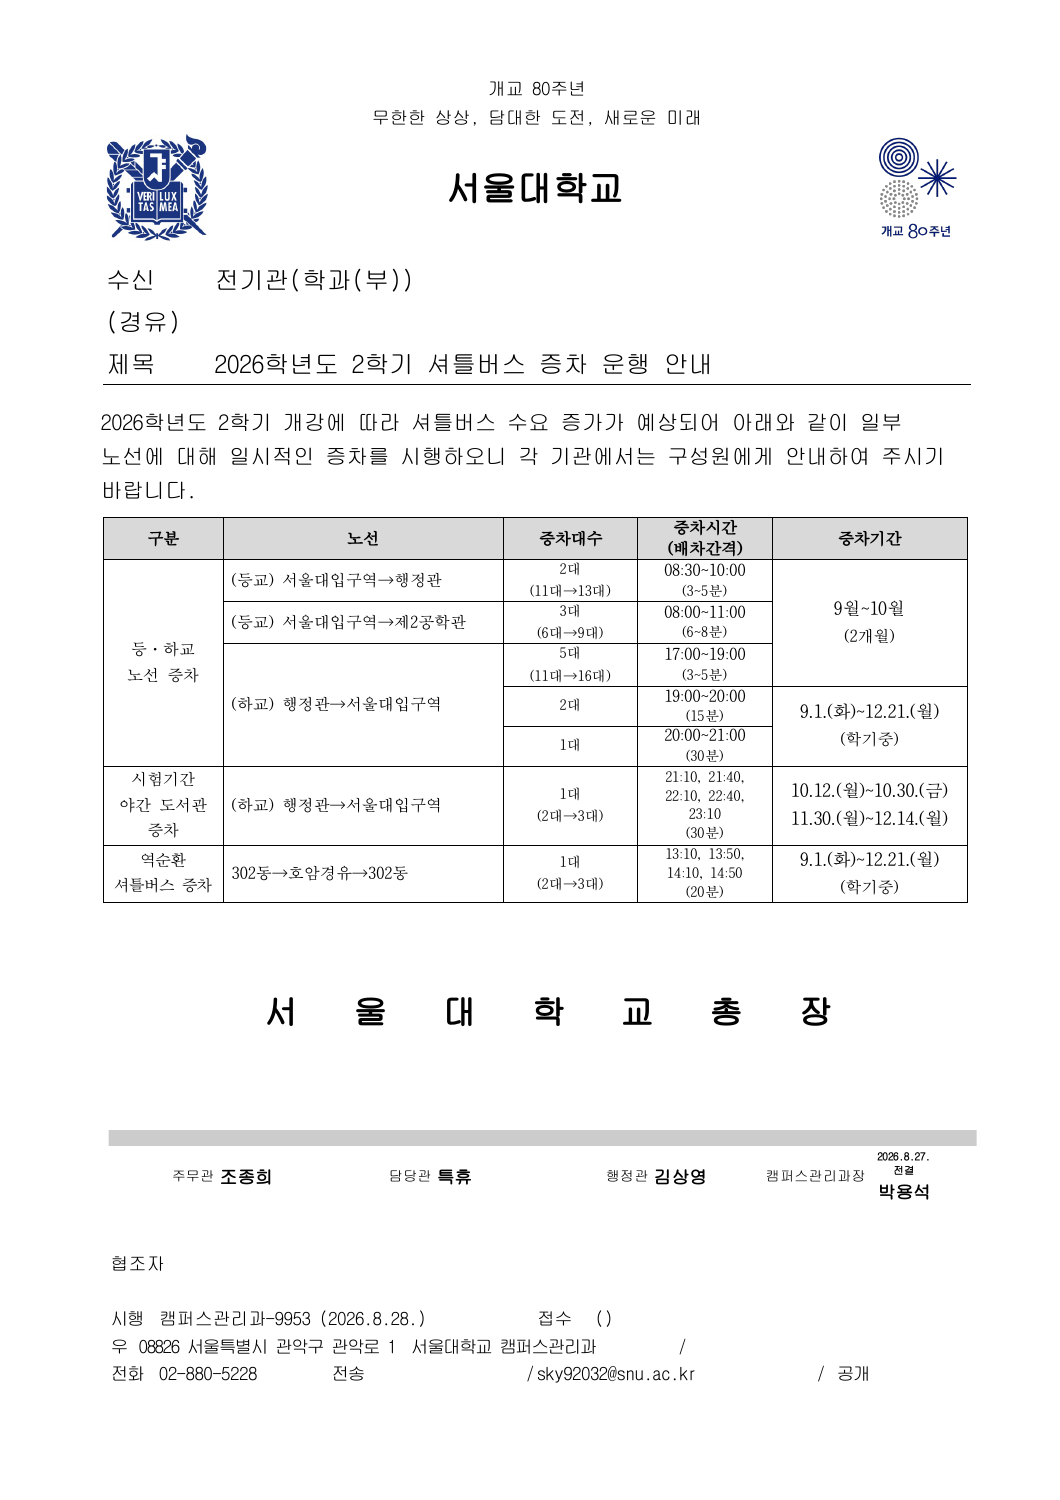 개교 80주년
무한한 상상, 담대한 도전, 새로운 미래
VERI LUX
TAS MEA
서울대학교
개교 80주년
수신 전기관(학과(부))
(경유)
제목 2026학년도 2학기 셔틀버스 증차 운행 안내
2026학년도 2학기 개강에 따라 셔틀버스 수요 증가가 예상되어 아래와 같이 일부
노선에 대해 일시적인 증차를 시행하오니 각 기관에서는 구성원에게 안내하여 주시기
바랍니다.
구분 노선 증차대수 증차시간 (배차간격) 증차기간
등·하교
노선 증차
(등교) 서울대입구역→행정관
2대
(11대→13대)
08:30~10:00
(3~5분)
9월~10월
(2개월)
(등교) 서울대입구역→제2공학관
3대
(6대→9대)
08:00~11:00
(6~8분)
(하교) 행정관→서울대입구역
5대
(11대→16대)
17:00~19:00
(3~5분)
2대
19:00~20:00
(15분)
9.1.(화)~12.21.(월)
(학기중)
1대
20:00~21:00
(30분)
시험기간
야간 도서관
증차
(하교) 행정관→서울대입구역
1대
(2대→3대)
21:10, 21:40,
22:10, 22:40,
23:10
(30분)
10.12.(월)~10.30.(금)
11.30.(월)~12.14.(월)
역순환
셔틀버스 증차
302동→호암경유→302동
1대
(2대→3대)
13:10, 13:50,
14:10, 14:50
(20분)
9.1.(화)~12.21.(월)
(학기중)
서 울 대 학 교 총 장
주무관 조종희 담당관 특휴 행정관 김상영 캠퍼스관리과장 2026.8.27. 전결 박용석
협조자
시행 캠퍼스관리과-9953 (2026.8.28.) 접수 ()
우 08826 서울특별시 관악구 관악로 1 서울대학교 캠퍼스관리과 /
전화 02-880-5228 전송 /sky92032@snu.ac.kr / 공개